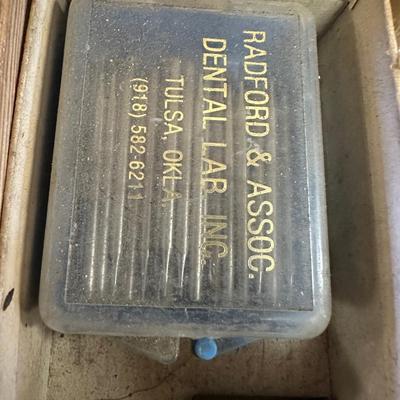 RADFORD & ASSOC.
DENTAL LAB INC.
TULSA, OKLA.
(918) 582-6211